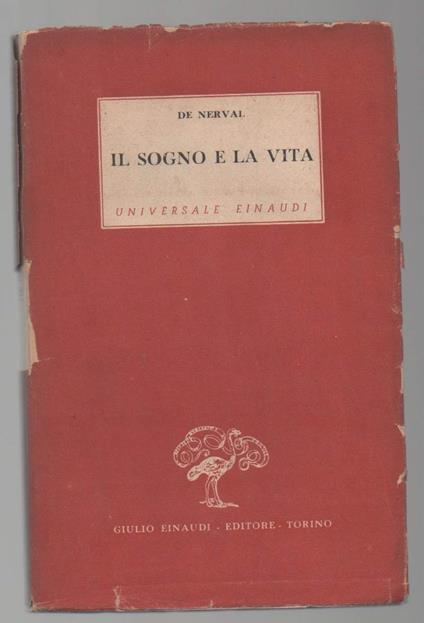 DE NERVAL
IL SOGNO E LA VITA
UNIVERSALE EINAUDI
GIULIO EINAUDI - EDITORE - TORINO